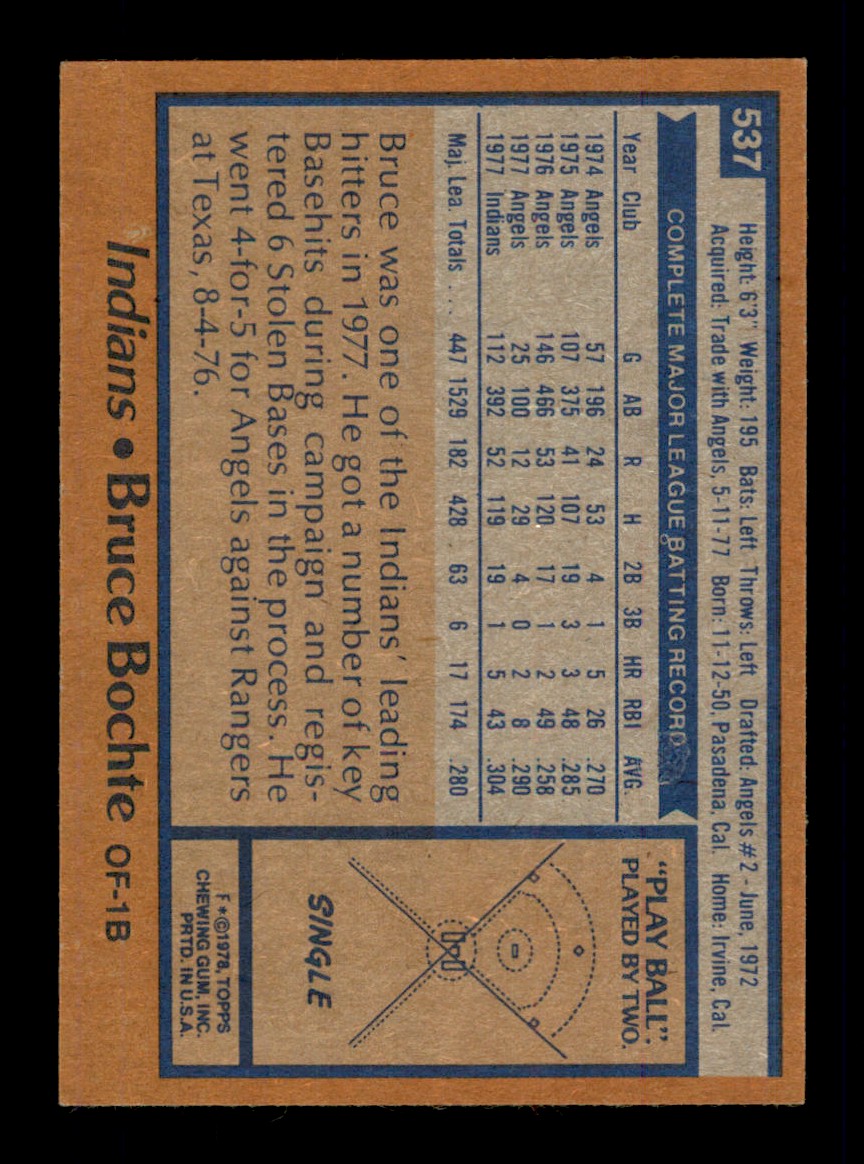 537
Height: 6'3" Weight: 195 Bats: Left Throws: Left Drafted: Angels #2 - June, 1972
Acquired: Trade with Angels, 5-11-77 Born: 11-12-50, Pasadena, Cal. Home: Irvine, Cal.
COMPLETE MAJOR LEAGUE BATTING RECORD
Year Club G AB R H 2B 3B HR RBI AVG
1974 Angels 57 196 24 53 4 1 5 26 .270
1975 Angels 107 375 41 107 19 3 3 48 .285
1976 Angels 146 466 53 120 17 1 2 49 .258
1977 Angels 25 100 12 29 4 0 2 8 .290
1977 Indians 112 392 52 119 19 1 5 43 .304
Maj. Lea. Totals ... 447 1529 182 428 63 6 17 174 .280
Bruce was one of the Indians' leading
hitters in 1977. He got a number of key
Basehits during campaign and regis-
tered 6 Stolen Bases in the process. He
went 4-for-5 for Angels against Rangers
at Texas, 8-4-76.
"PLAY BALL":
PLAYED BY TWO.
SINGLE
F*©1978, TOPPS
CHEWING GUM, INC.
PRTD. IN U.S.A.
Indians • Bruce Bochte OF-1B